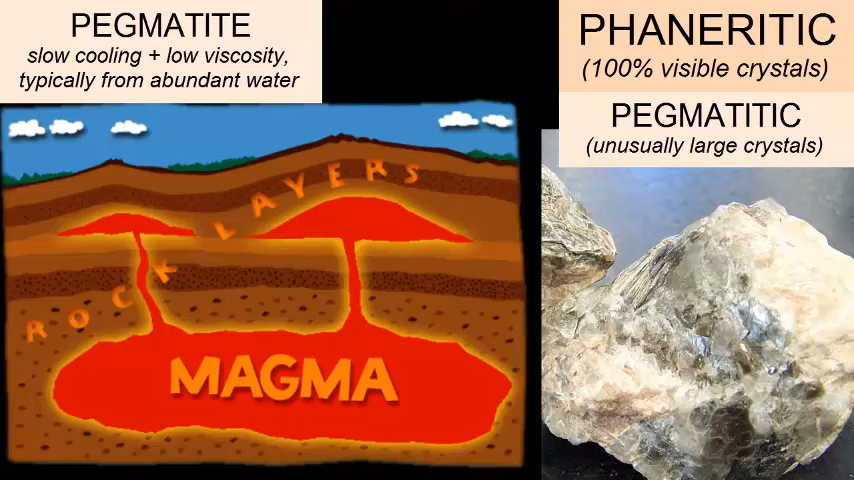 PEGMATITE
slow cooling + low viscosity,
typically from abundant water
PHANERITIC
(100% visible crystals)
PEGMATITIC
(unusually large crystals)
ROCK LAYERS
MAGMA